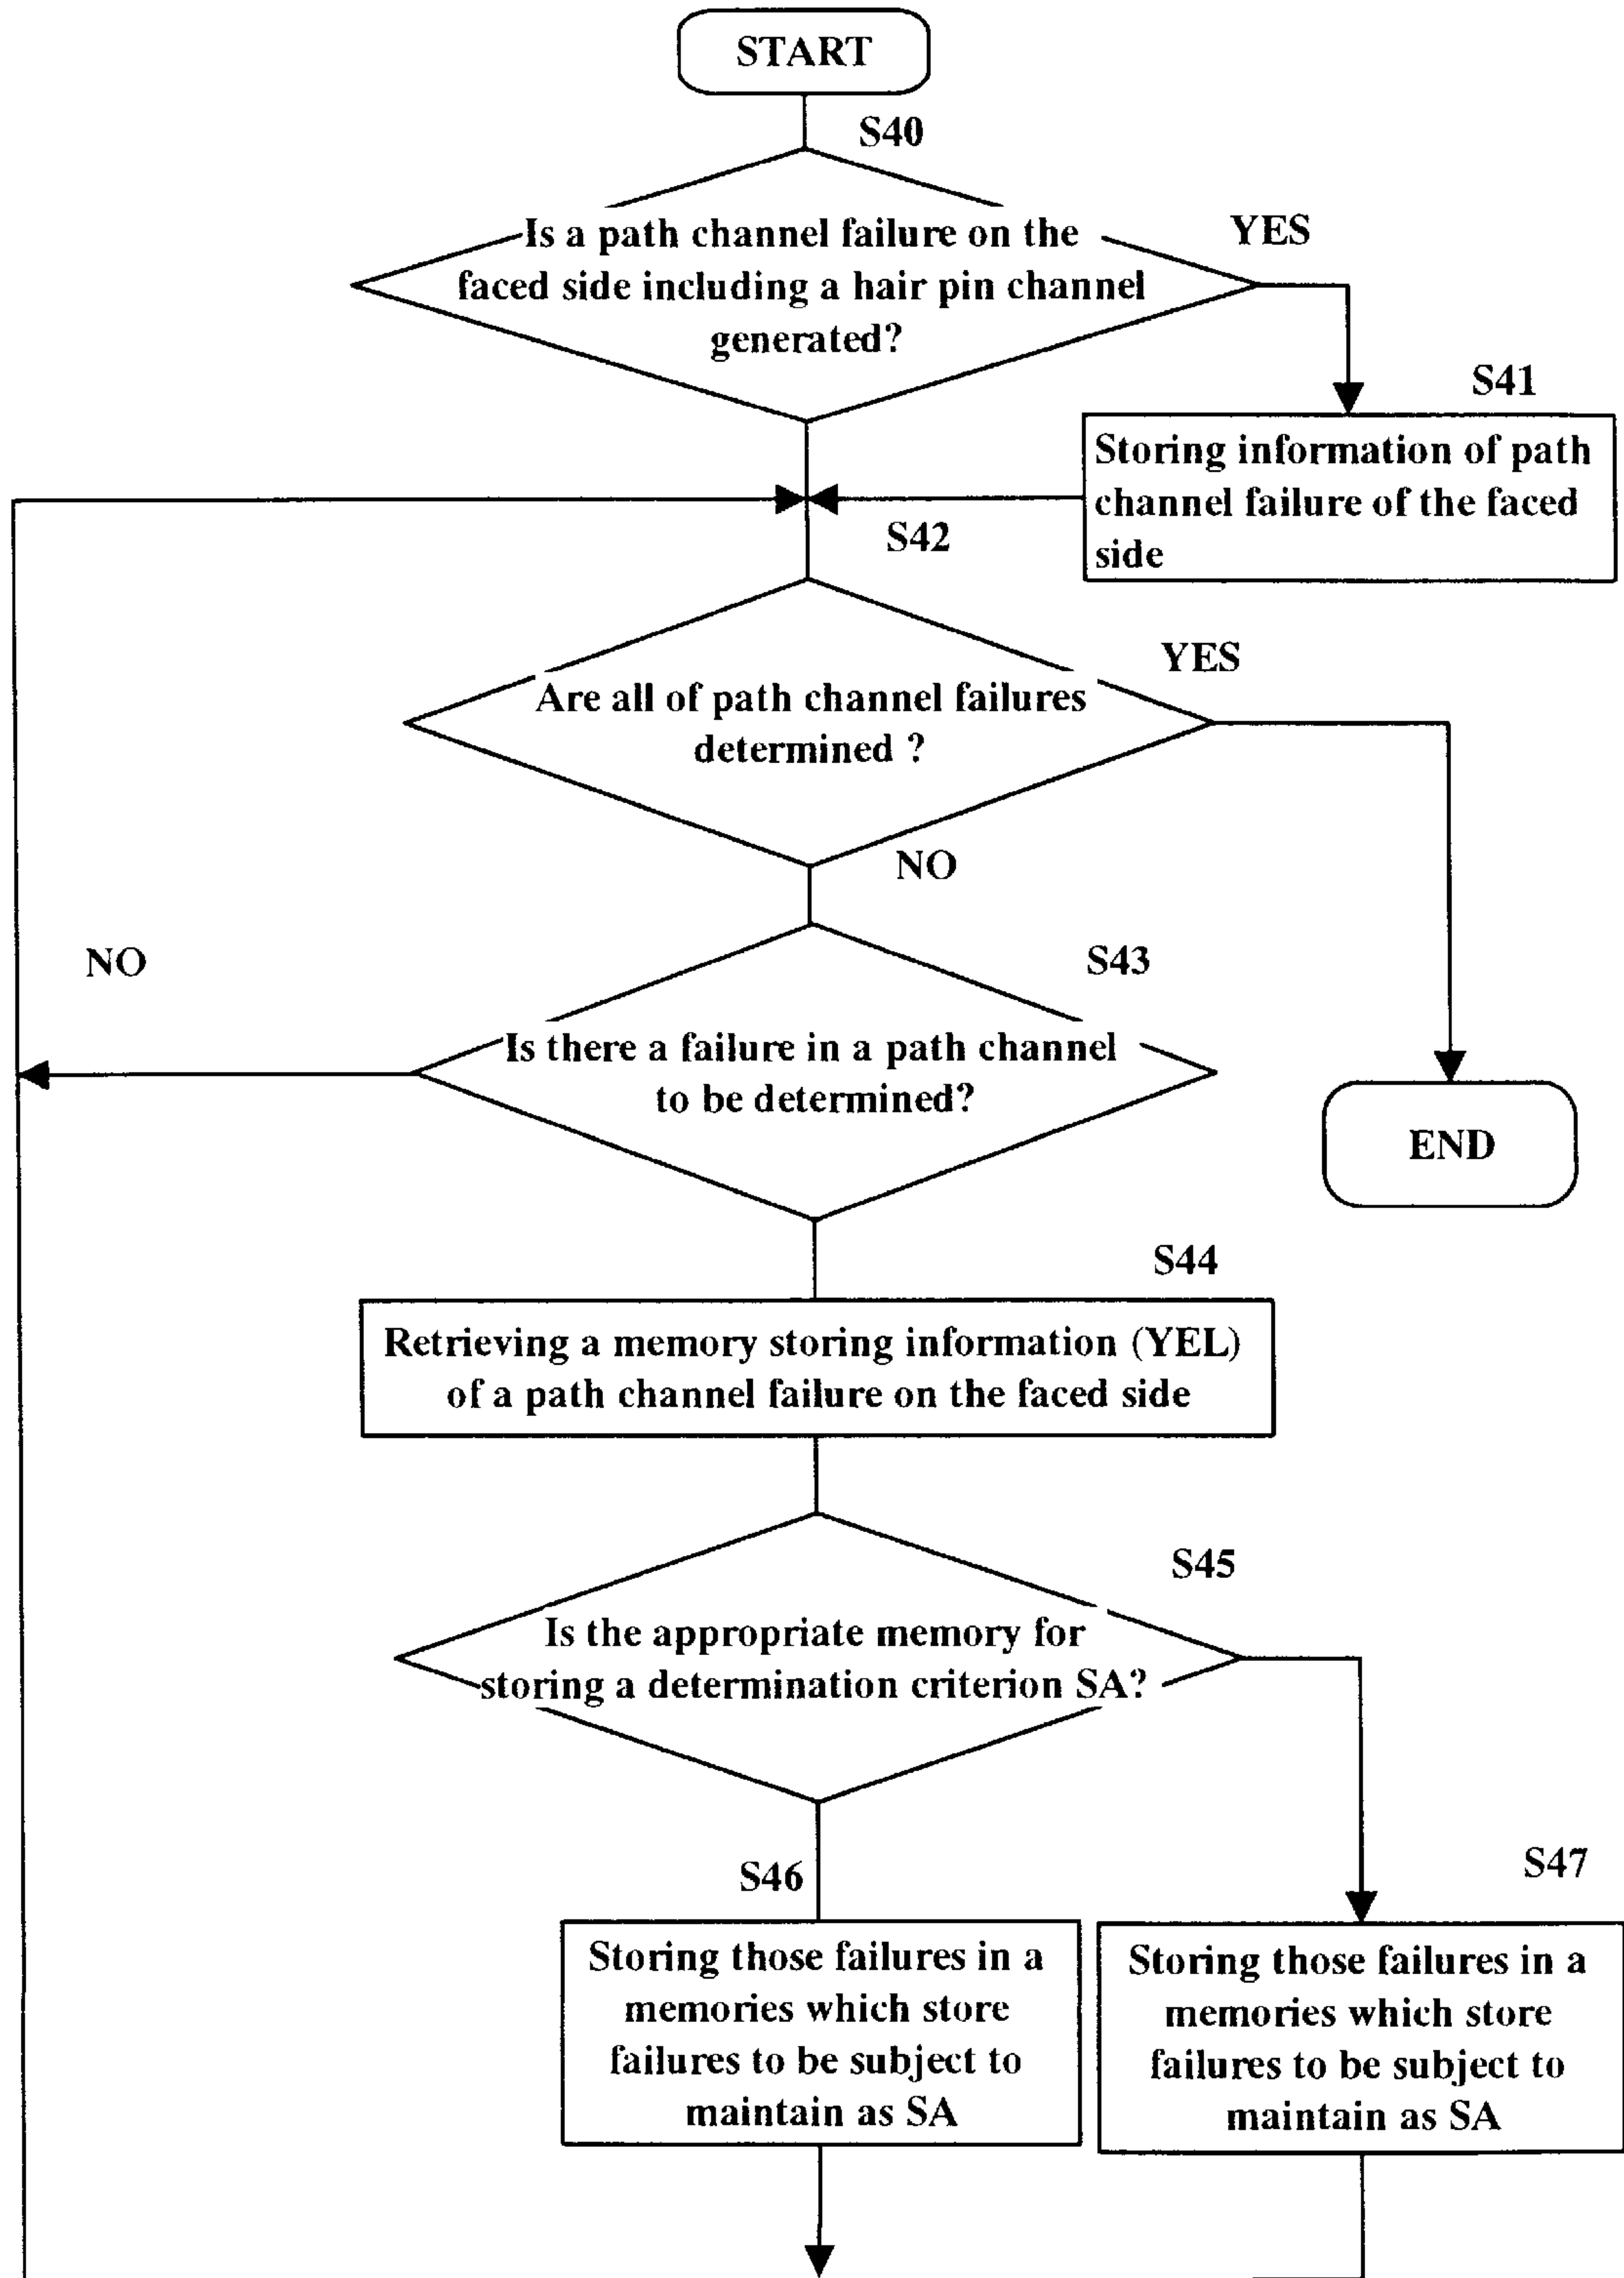 START
S40
Is a path channel failure on the
faced side including a hair pin channel
generated?
YES
S41
Storing information of path
channel failure of the faced
side
S42
Are all of path channel failures
determined ?
YES
NO
NO
S43
Is there a failure in a path channel
to be determined?
END
S44
Retrieving a memory storing information (YEL)
of a path channel failure on the faced side
S45
Is the appropriate memory for
storing a determination criterion SA?
S46
Storing those failures in a
memories which store
failures to be subject to
maintain as SA
S47
Storing those failures in a
memories which store
failures to be subject to
maintain as SA